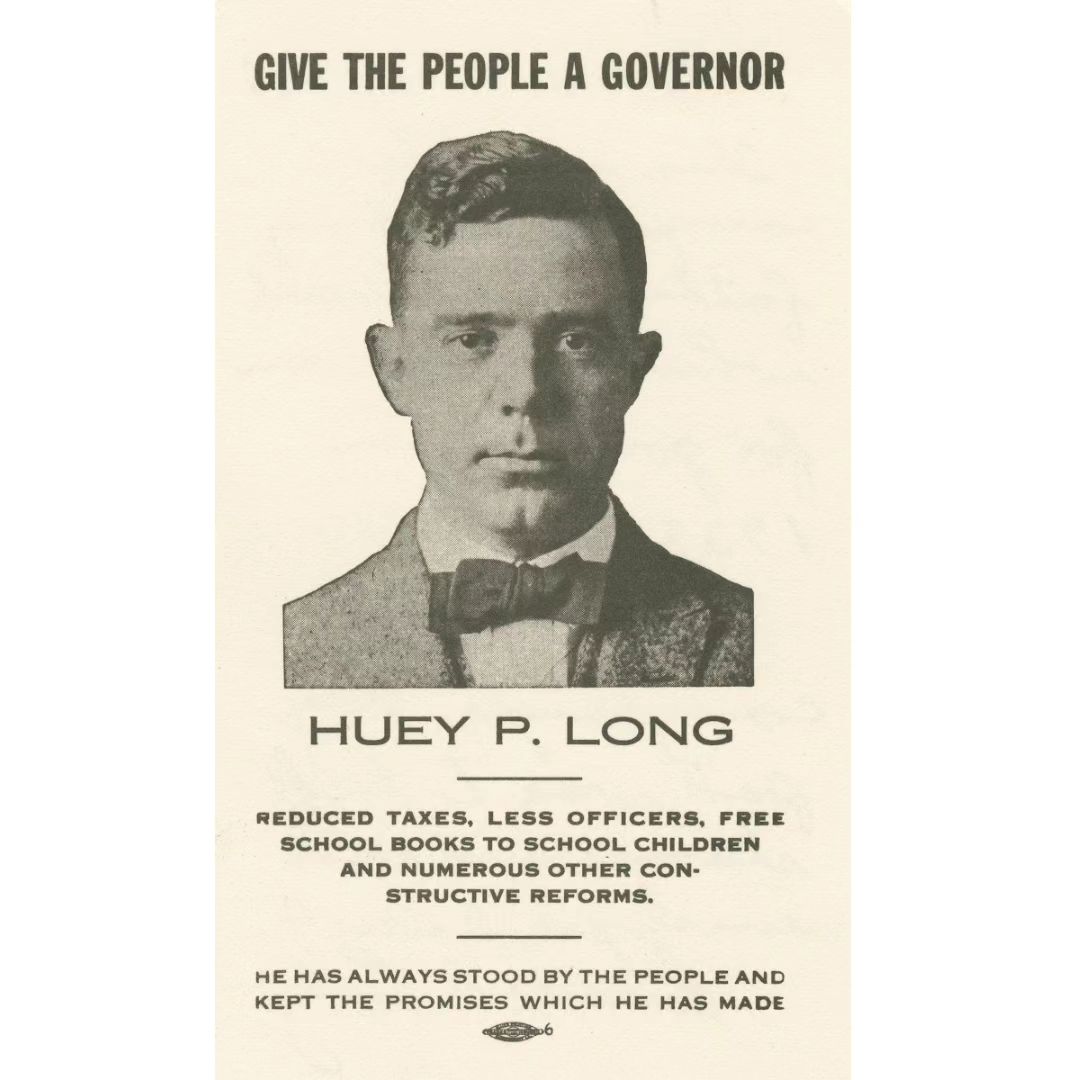 GIVE THE PEOPLE A GOVERNOR
HUEY P. LONG
REDUCED TAXES, LESS OFFICERS, FREE
SCHOOL BOOKS TO SCHOOL CHILDREN
AND NUMEROUS OTHER CON-
STRUCTIVE REFORMS.
HE HAS ALWAYS STOOD BY THE PEOPLE AND
KEPT THE PROMISES WHICH HE HAS MADE
6